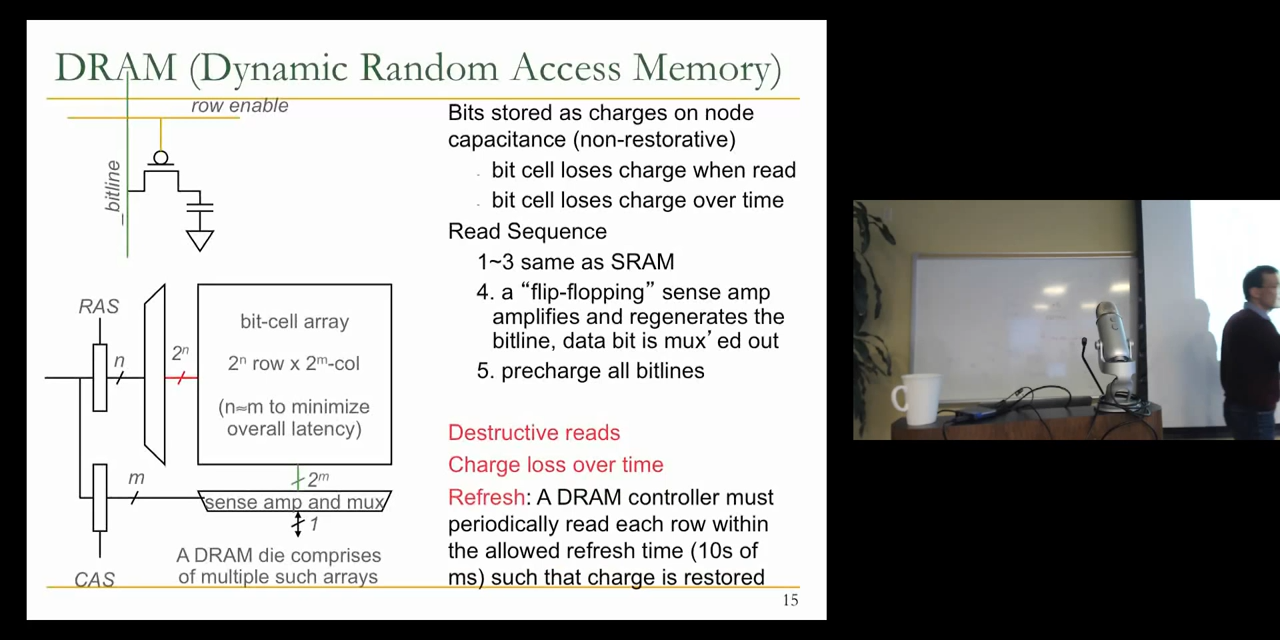 DRAM (Dynamic Random Access Memory)
row enable
_bitline
RAS
n
2n
bit-cell array
2n row x 2m-col
(n≈m to minimize
overall latency)
m
2m
sense amp and mux
1
A DRAM die comprises
of multiple such arrays
CAS
Bits stored as charges on node
capacitance (non-restorative)
bit cell loses charge when read
bit cell loses charge over time
Read Sequence
1~3 same as SRAM
4. a “flip-flopping” sense amp
amplifies and regenerates the
bitline, data bit is mux’ed out
5. precharge all bitlines
Destructive reads
Charge loss over time
Refresh: A DRAM controller must
periodically read each row within
the allowed refresh time (10s of
ms) such that charge is restored
15